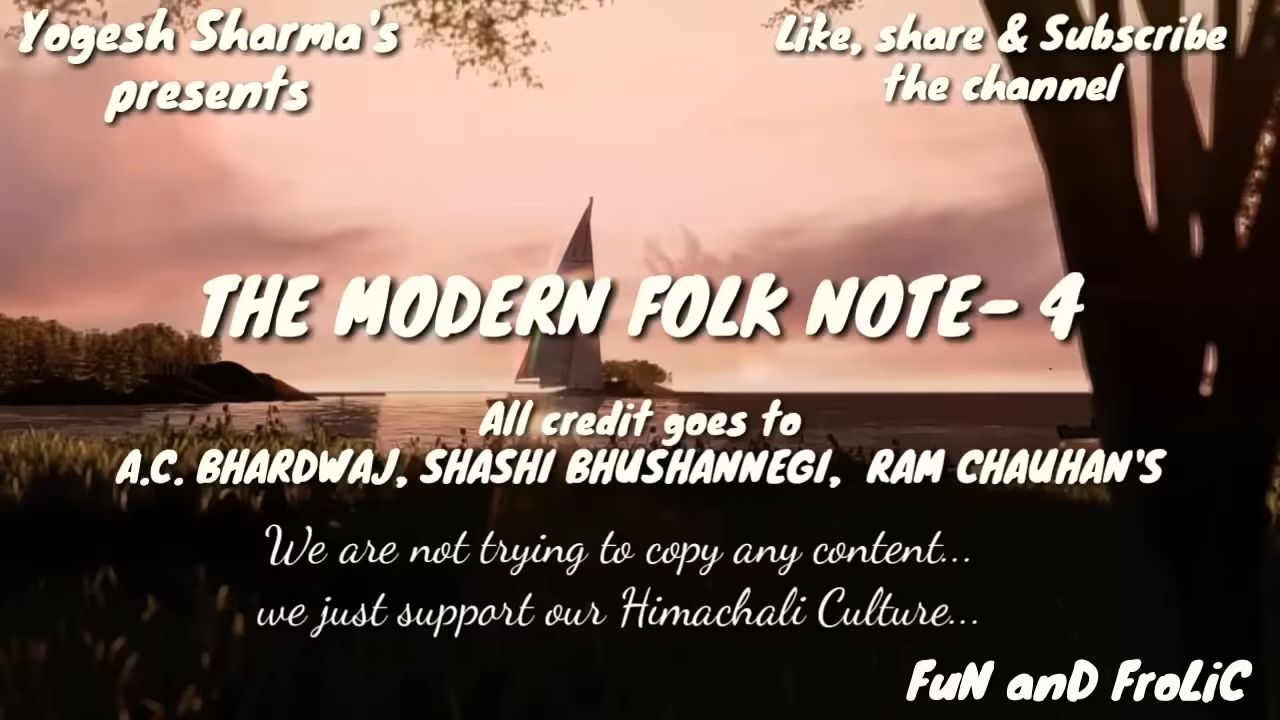 Yogesh Sharma's
presents
Like, share & Subscribe
the channel
THE MODERN FOLK NOTE- 4
All credit goes to
A.C. BHARDWAJ, SHASHI BHUSHANNEGI, RAM CHAUHAN'S
We are not trying to copy any content...
we just support our Himachali Culture...
FuN anD FroLiC